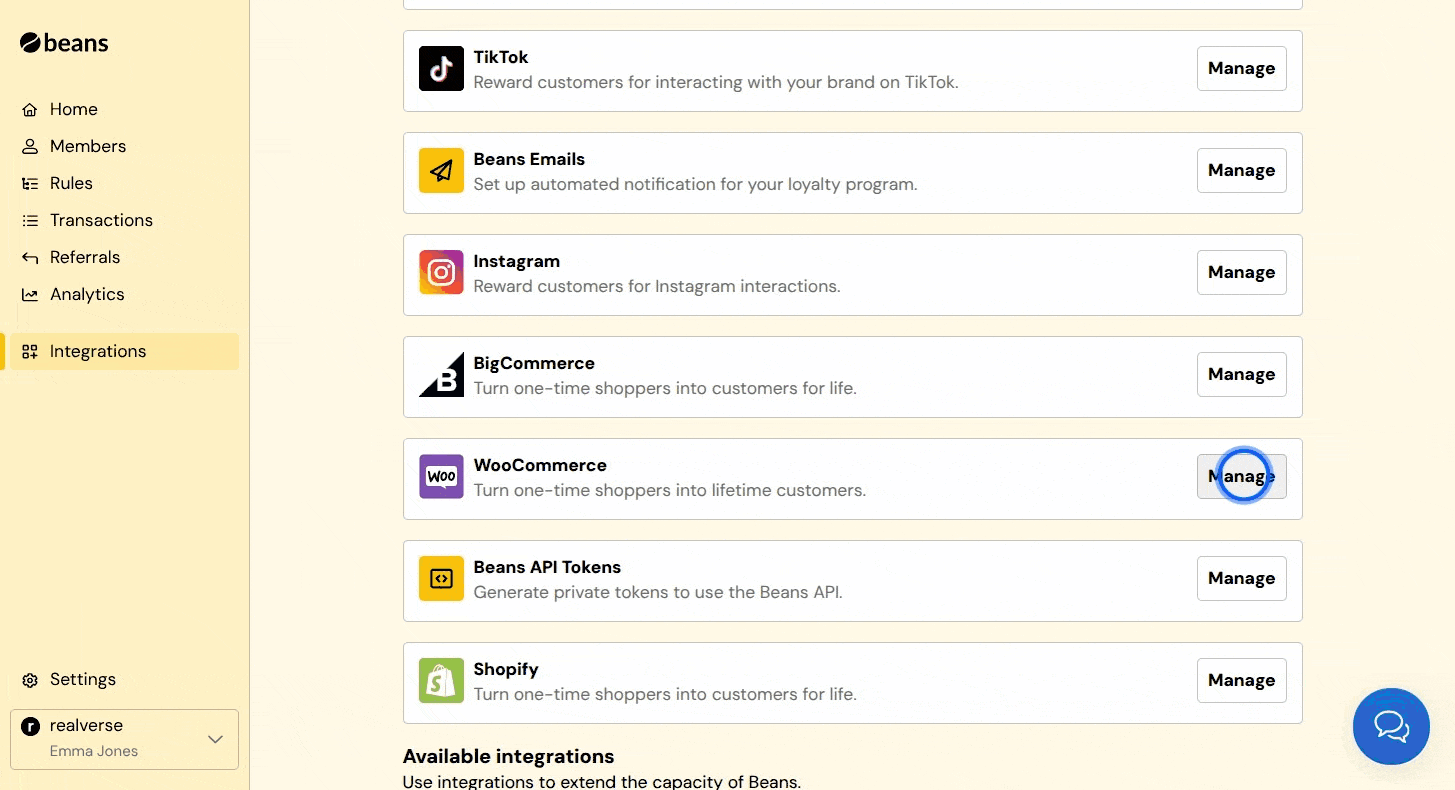 beans
Home
Members
Rules
Transactions
Referrals
Analytics
Integrations
Settings
r
realverse
Emma Jones
TikTok
Reward customers for interacting with your brand on TikTok.
Manage
Beans Emails
Set up automated notification for your loyalty program.
Manage
Instagram
Reward customers for Instagram interactions.
Manage
B
BigCommerce
Turn one-time shoppers into customers for life.
Manage
Woo
WooCommerce
Turn one-time shoppers into lifetime customers.
Manage
Beans API Tokens
Generate private tokens to use the Beans API.
Manage
S
Shopify
Turn one-time shoppers into customers for life.
Manage
Available integrations
Use integrations to extend the capacity of Beans.